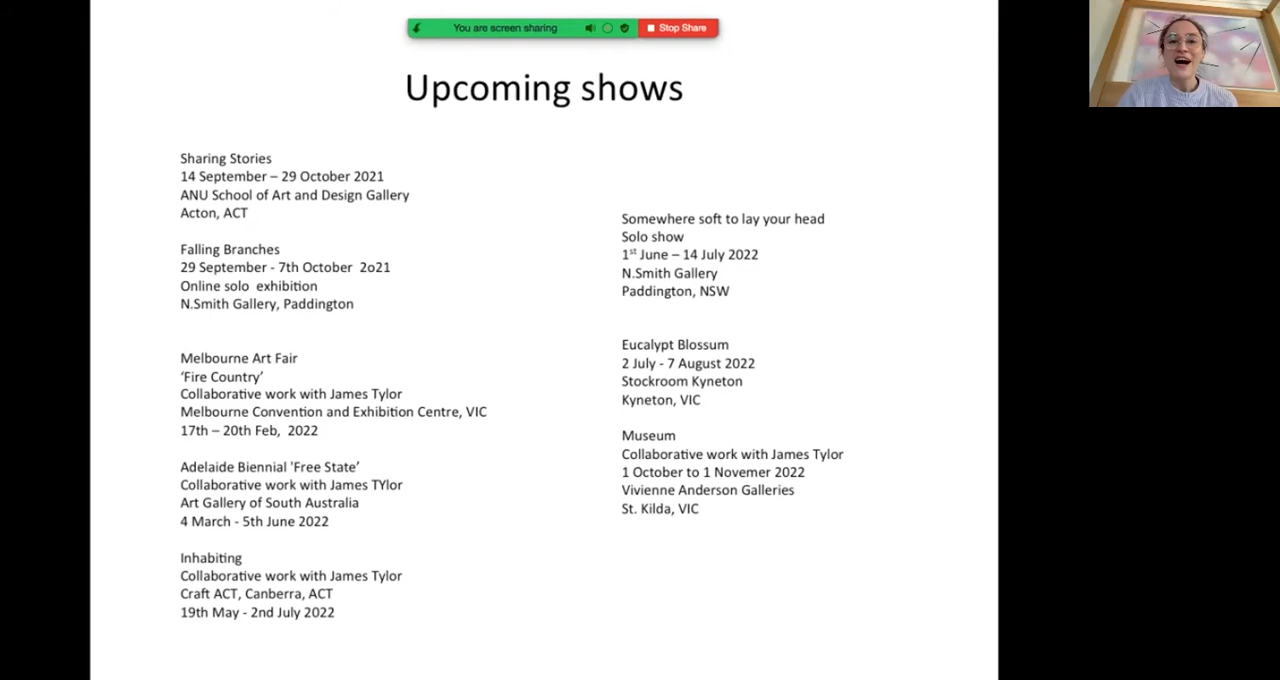 You are screen sharing
Stop Share
Upcoming shows
Sharing Stories
14 September – 29 October 2021
ANU School of Art and Design Gallery
Acton, ACT
Falling Branches
29 September - 7th October 2o21
Online solo exhibition
N.Smith Gallery, Paddington
Melbourne Art Fair
‘Fire Country’
Collaborative work with James Tylor
Melbourne Convention and Exhibition Centre, VIC
17th – 20th Feb, 2022
Adelaide Biennial 'Free State’
Collaborative work with James TYlor
Art Gallery of South Australia
4 March - 5th June 2022
Inhabiting
Collaborative work with James Tylor
Craft ACT, Canberra, ACT
19th May - 2nd July 2022
Somewhere soft to lay your head
Solo show
1st June – 14 July 2022
N.Smith Gallery
Paddington, NSW
Eucalypt Blossum
2 July - 7 August 2022
Stockroom Kyneton
Kyneton, VIC
Museum
Collaborative work with James Tylor
1 October to 1 Novemer 2022
Vivienne Anderson Galleries
St. Kilda, VIC